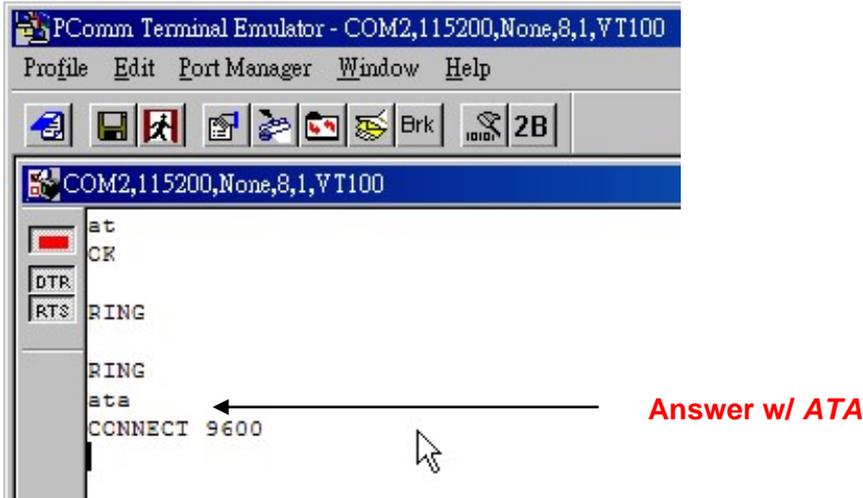 PComm Terminal Emulator - COM2,115200,None,8,1,VT100
Profile Edit Port Manager Window Help
Brk 2B
COM2,115200,None,8,1,VT100
at
OK
DTR
RTS RING
RING
ata
CONNECT 9600
Answer w/ ATA